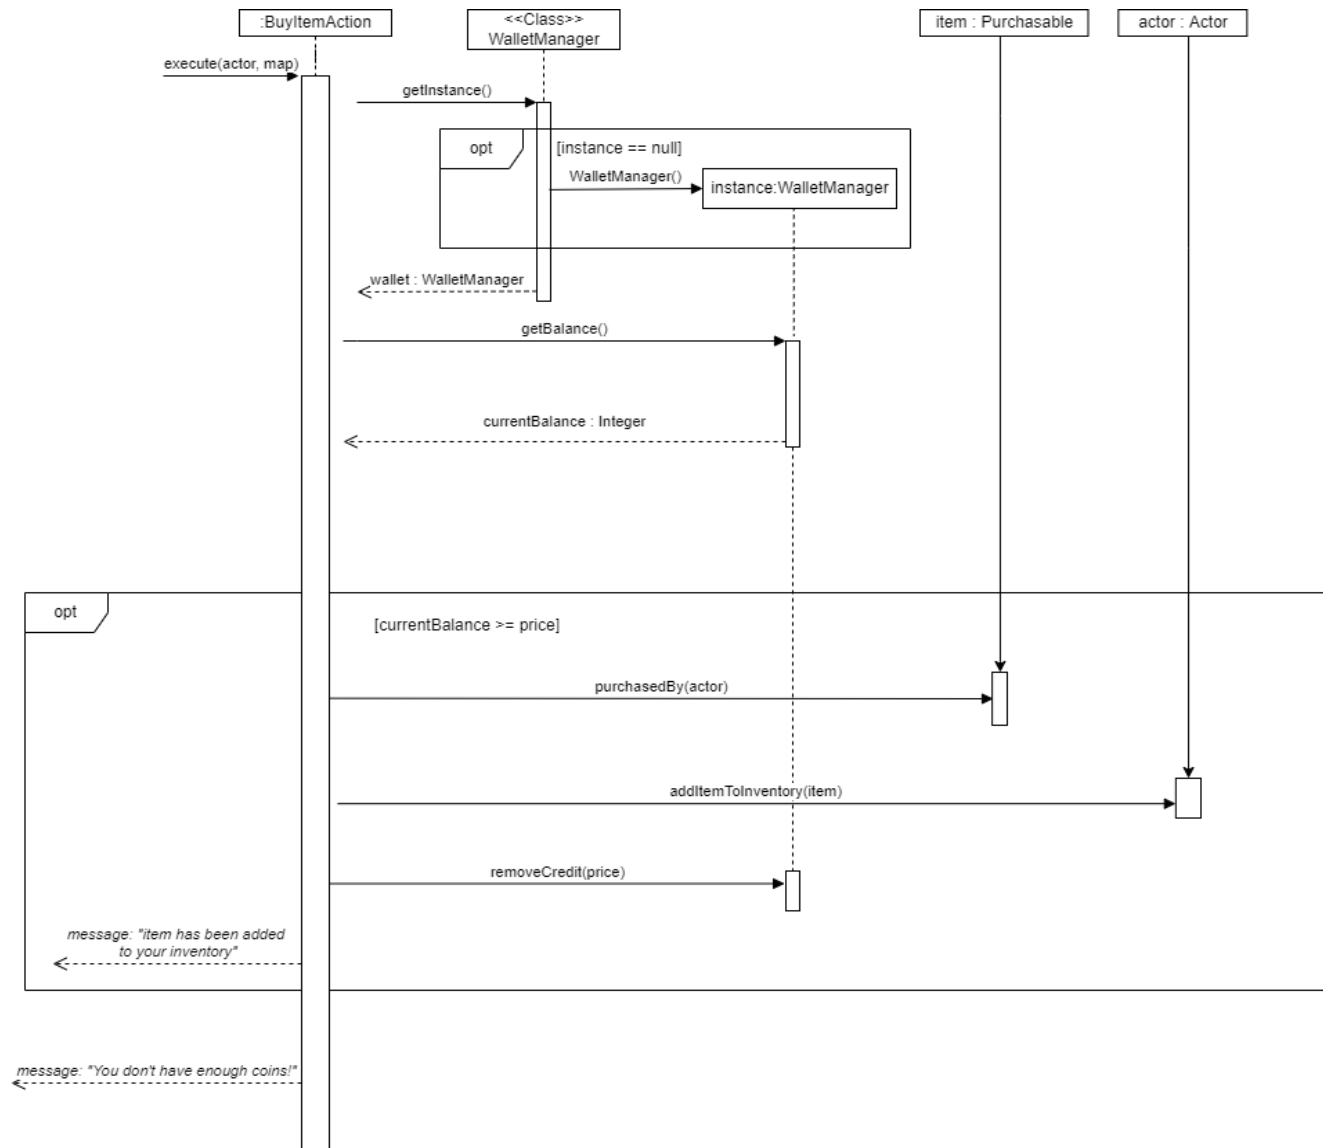 :BuyItemAction
<<Class>>
WalletManager
item : Purchasable
actor : Actor
execute(actor, map)
getInstance()
opt
[instance == null]
WalletManager()
instance:WalletManager
wallet : WalletManager
getBalance()
currentBalance : Integer
opt
[currentBalance >= price]
purchasedBy(actor)
addItemToInventory(item)
removeCredit(price)
message: "item has been added
to your inventory"
message: "You don't have enough coins!"